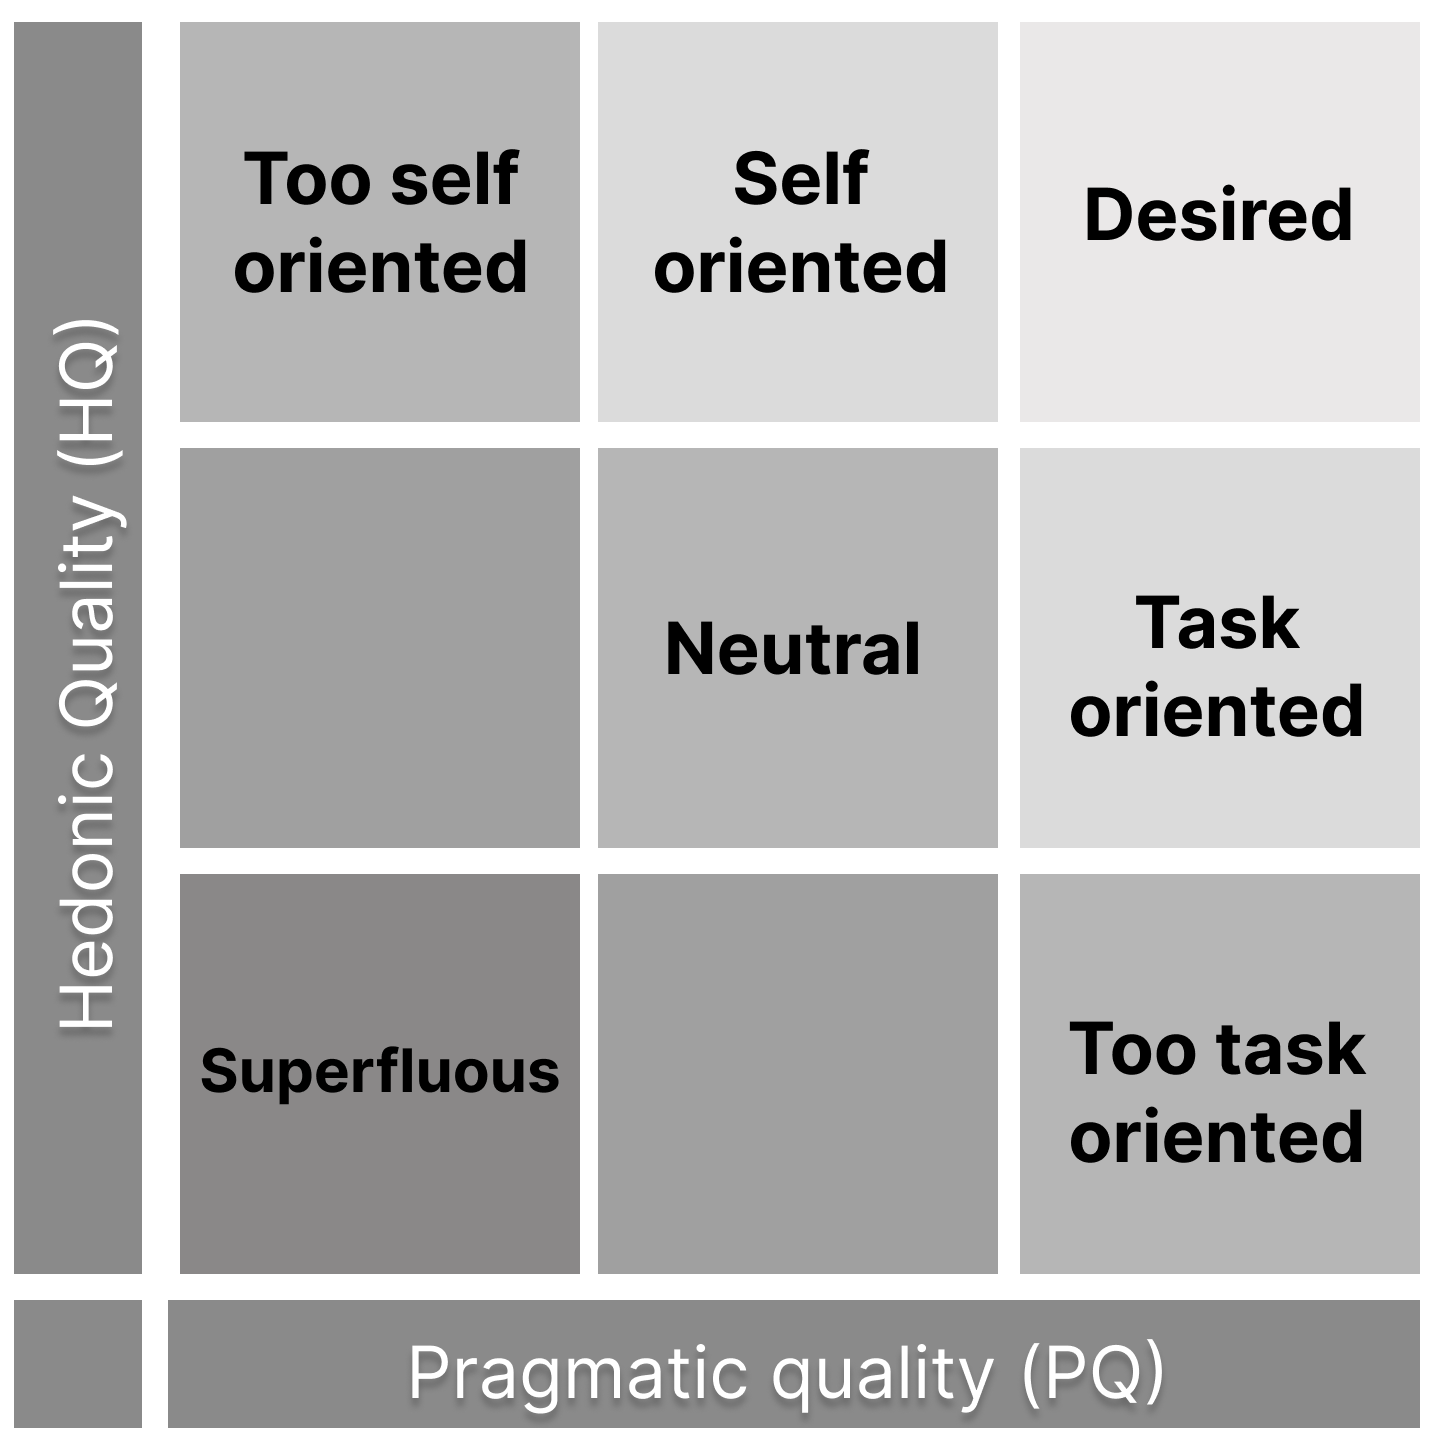 Too self
oriented
Self
oriented
Desired
Hedonic Quality (HQ)
Neutral
Task
oriented
Superfluous
Too task
oriented
Pragmatic quality (PQ)